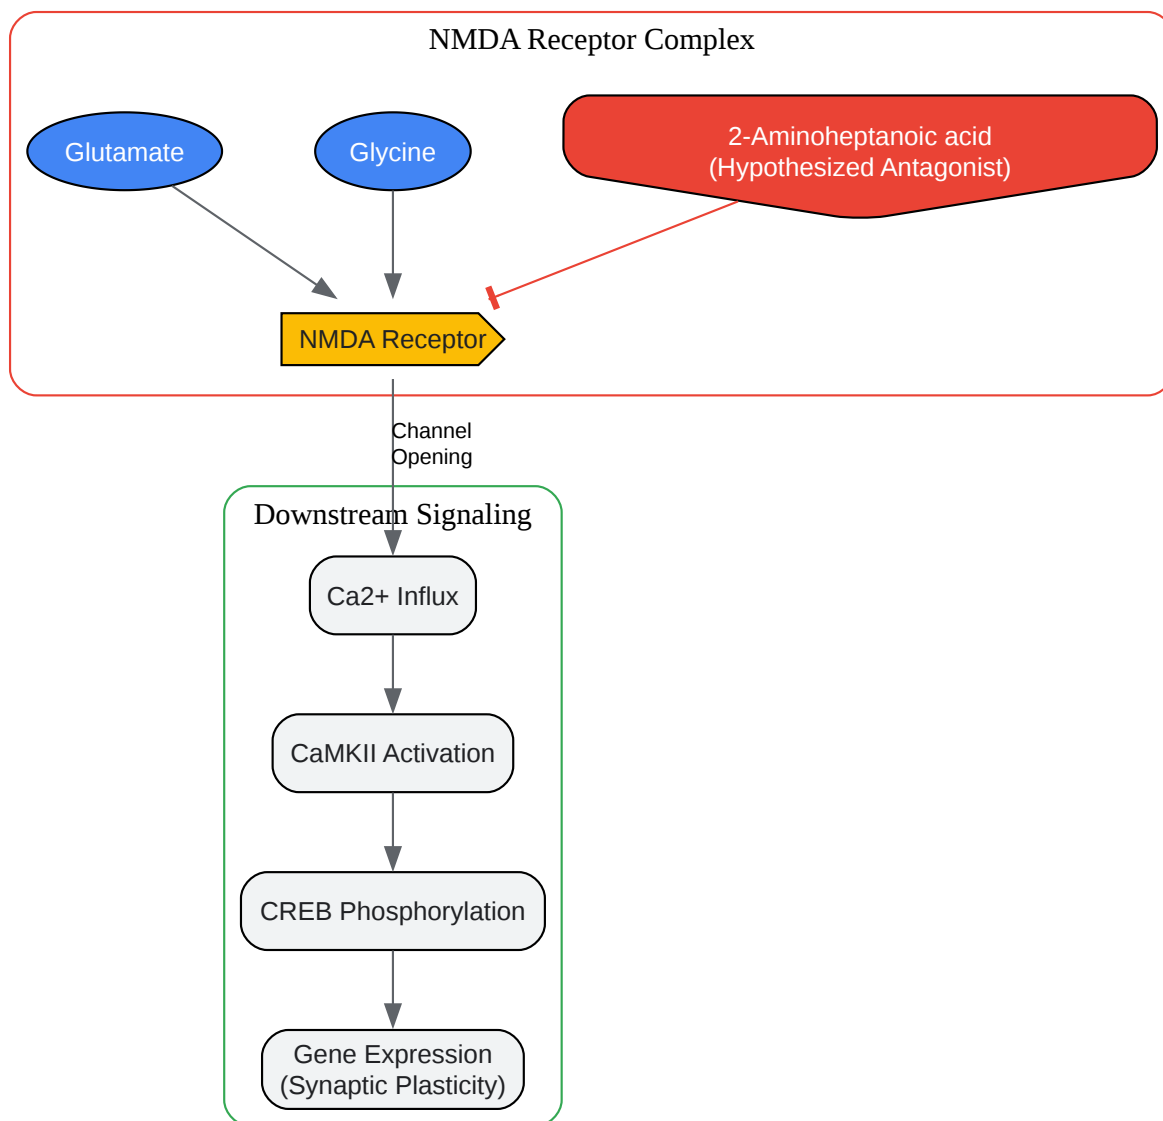 NMDA Receptor Complex
Glutamate
Glycine
2-Aminoheptanoic acid
(Hypothesized Antagonist)
NMDA Receptor
Channel
Opening
Downstream Signaling
Ca2+ Influx
CaMKII Activation
CREB Phosphorylation
Gene Expression
(Synaptic Plasticity)